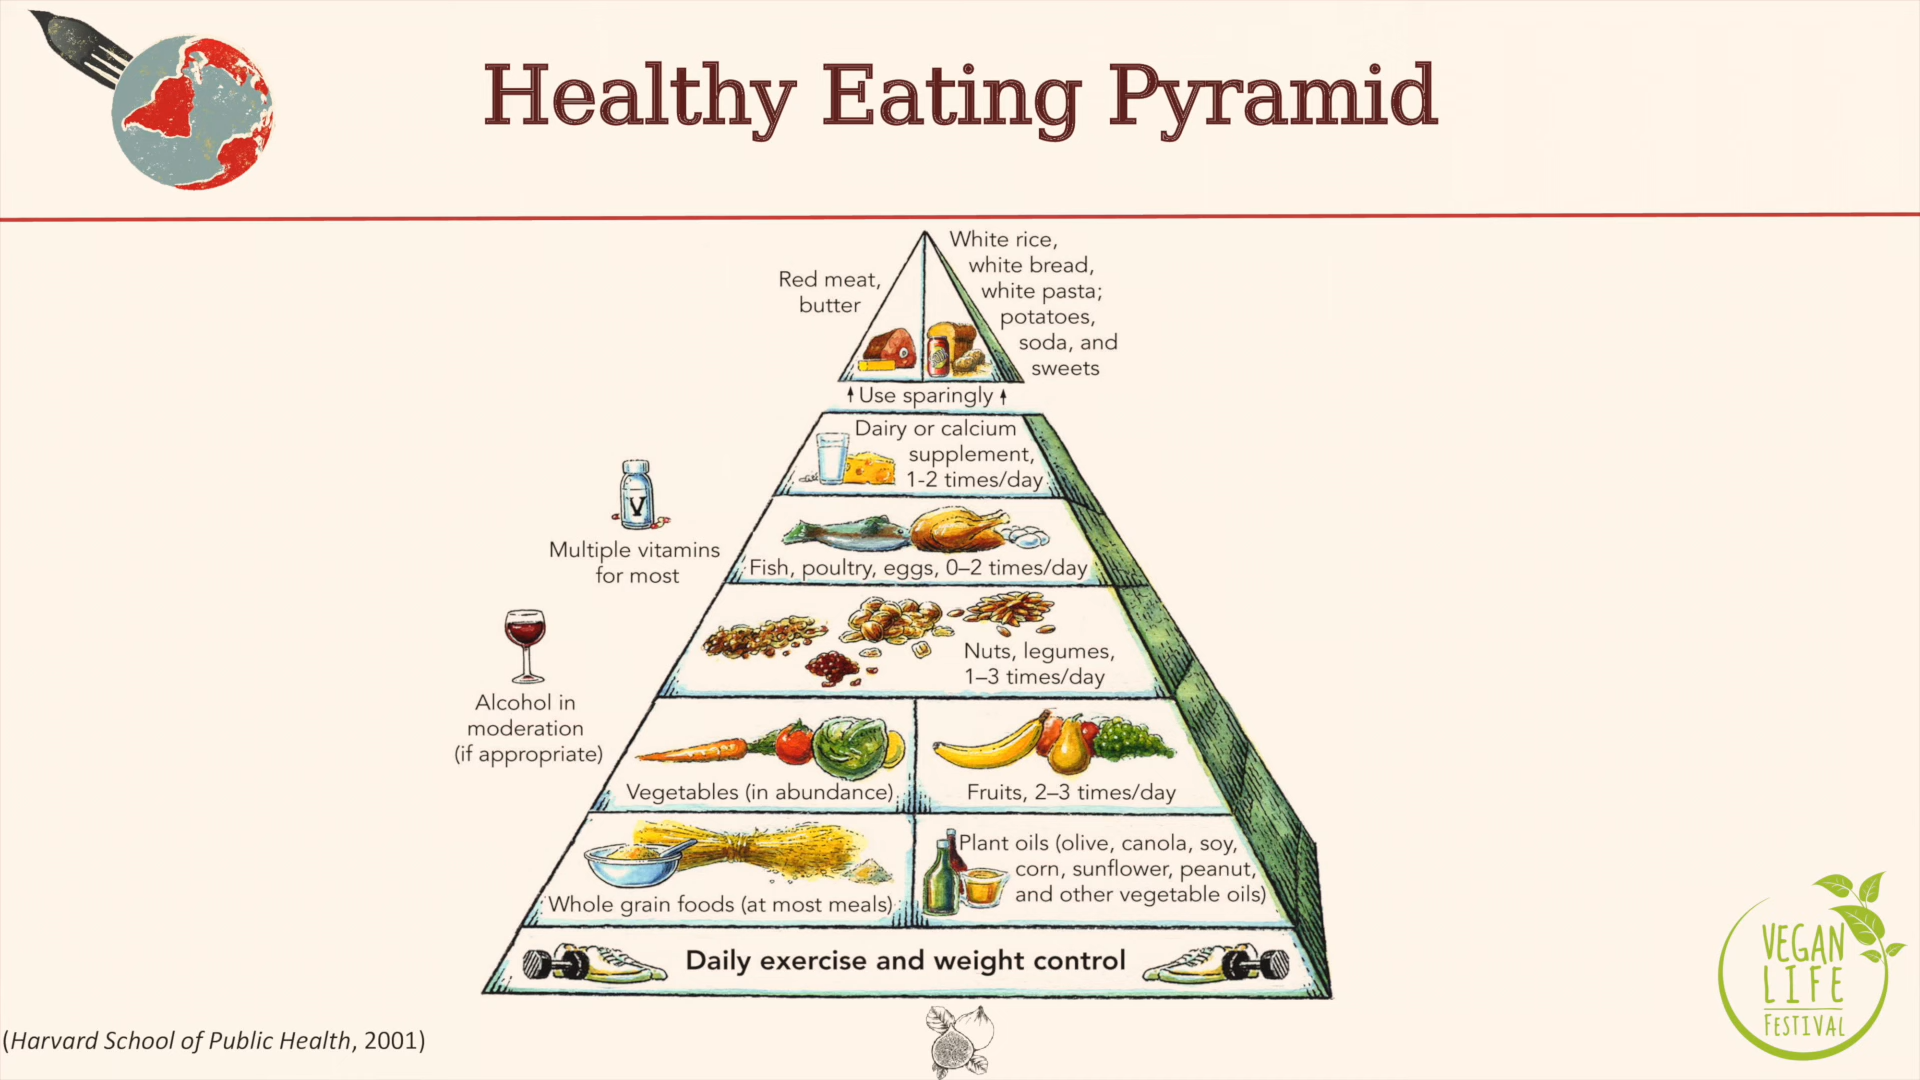 Healthy Eating Pyramid
Red meat,
butter
White rice,
white bread,
white pasta;
potatoes,
soda, and
sweets
Use sparingly
Dairy or calcium
supplement,
1-2 times/day
V
Multiple vitamins
for most
Fish, poultry, eggs, 0–2 times/day
Nuts, legumes,
1–3 times/day
Alcohol in
moderation
(if appropriate)
Vegetables (in abundance)
Fruits, 2–3 times/day
Whole grain foods (at most meals)
Plant oils (olive, canola, soy,
corn, sunflower, peanut,
and other vegetable oils)
Daily exercise and weight control
(Harvard School of Public Health, 2001)
VEGAN
LIFE
FESTIVAL